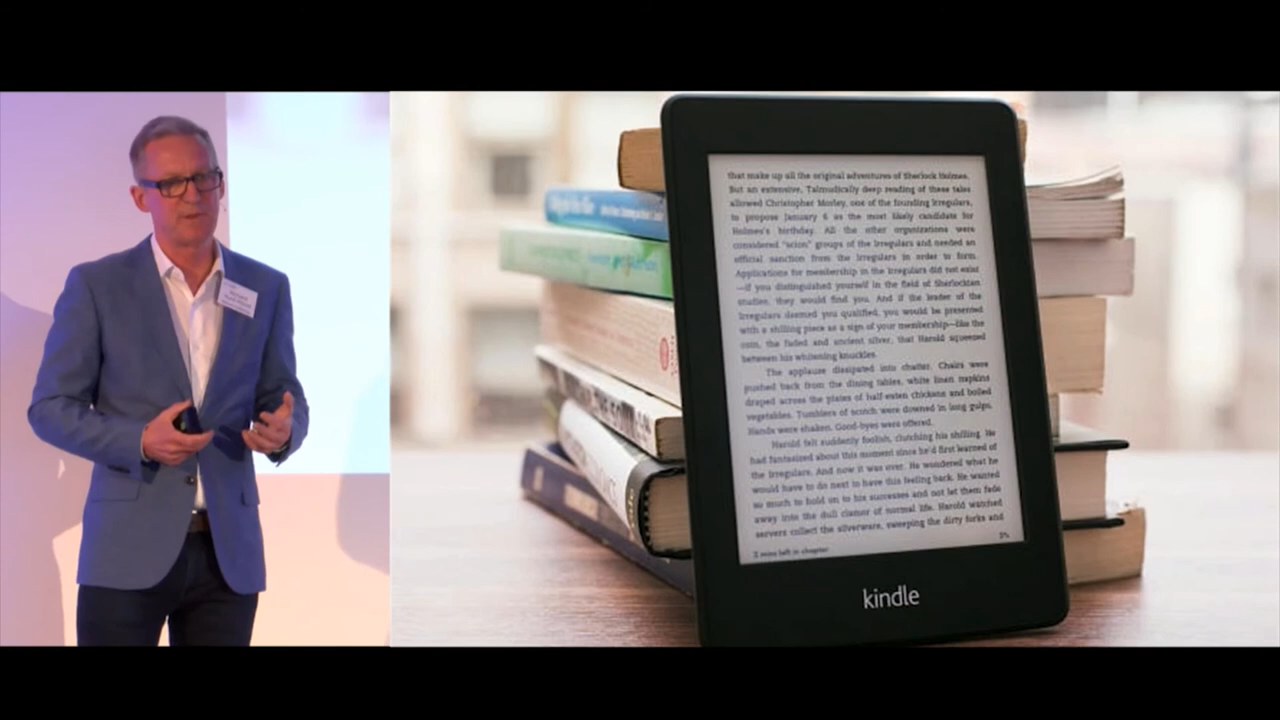 that make up all the original adventures of Sherlock Holmes.
But an extensive, Talmudically deep reading of these tales
allowed Christopher Morley, one of the founding Irregulars,
to propose January 6 as the most likely candidate for
Holmes's birthday. All the other organizations were
considered "scion" groups of the Irregulars and needed an
official sanction from the Irregulars in order to form.
Applications for membership in the Irregulars did not exist
—if you distinguished yourself in the field of Sherlockian
studies, they would find you. And if the leader of the
Irregulars deemed you qualified, you would be presented
with a shilling piece as a sign of your membership—like the
coin, the faded and ancient silver, that Harold squeezed
between his whitening knuckles.
The applause dissipated into chatter. Chairs were
pushed back from the dining tables, white linen napkins
draped across the plates of half-eaten chicken and boiled
vegetables. Tumblers of scotch were downed in long gulps.
Hands were shaken. Good-byes were offered.
Harold felt suddenly foolish, clutching his shilling. He
had fantasized about this moment since he'd first learned of
the Irregulars. And now it was over. He wondered what he
would have to do next to have this feeling back. He wanted
so much to hold on to his successes and not let them fade
away into the dull clamor of normal life. Harold watched
servers collect the silverware, sweeping the dirty forks and
mins left in chapter
kindle